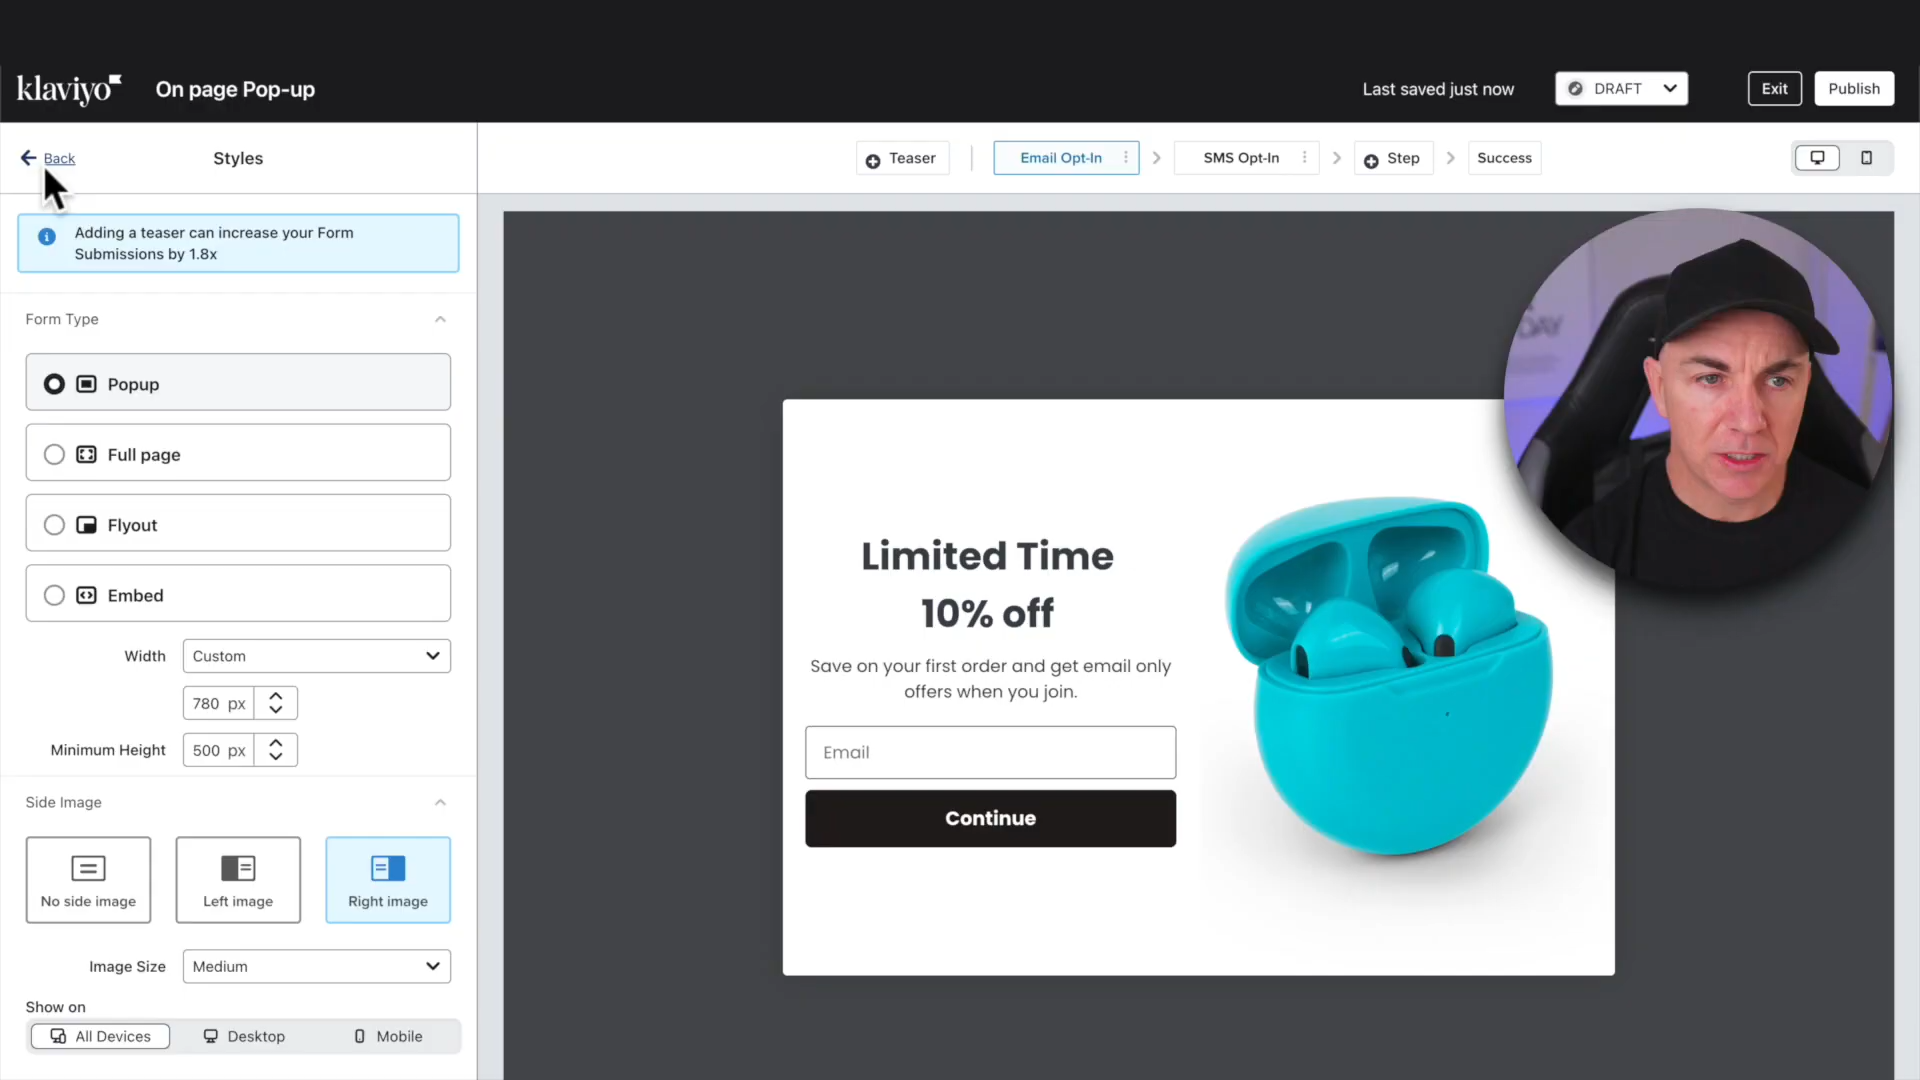 klaviyo
On page Pop-up
Last saved just now
DRAFT
Exit
Publish
Back
Styles
Teaser
Email Opt-In
SMS Opt-In
Step
Success
Adding a teaser can increase your Form
Submissions by 1.8x
Form Type
Popup
Full page
Flyout
Embed
Width
Custom
780 px
Minimum Height
500 px
Side Image
No side image
Left image
Right image
Image Size
Medium
Show on
All Devices
Desktop
Mobile
Limited Time
10% off
Save on your first order and get email only
offers when you join.
Email
Continue
DAY